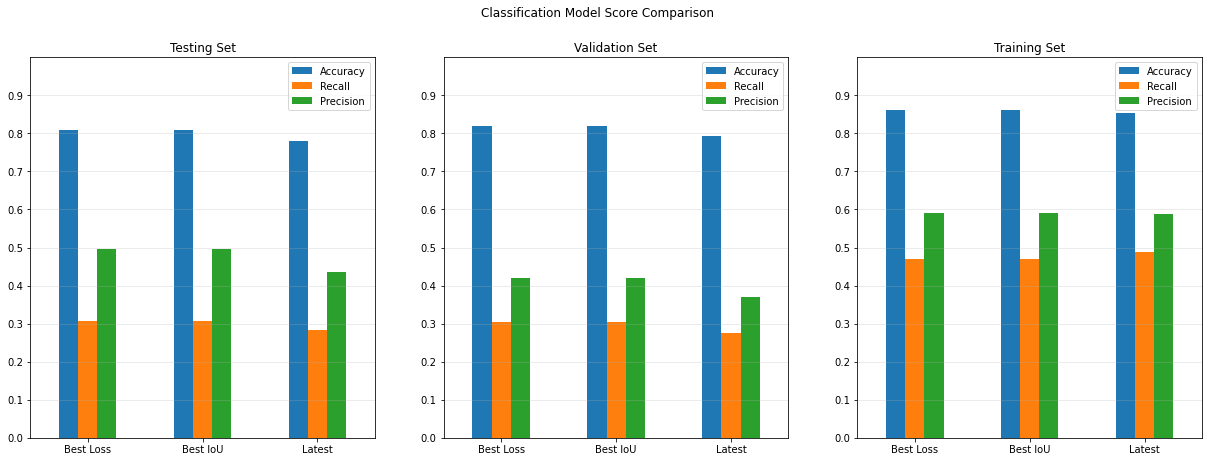 Classification Model Score Comparison
Testing Set
Accuracy
Recall
Precision
0.9
0.8
0.7
0.6
0.5
0.4
0.3
0.2
0.1
0.0
Best Loss
Best IoU
Latest
Validation Set
Accuracy
Recall
Precision
0.9
0.8
0.7
0.6
0.5
0.4
0.3
0.2
0.1
0.0
Best Loss
Best IoU
Latest
Training Set
Accuracy
Recall
Precision
0.9
0.8
0.7
0.6
0.5
0.4
0.3
0.2
0.1
0.0
Best Loss
Best IoU
Latest